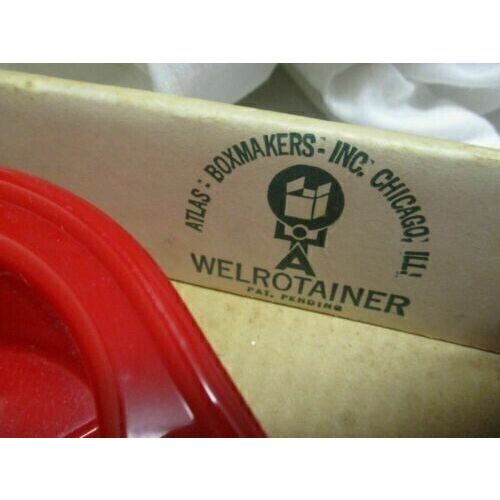 ATLAS: BOXMAKERS: INC. CHICAGO, ILL.
A
WELROTAINER
PAT. PENDING